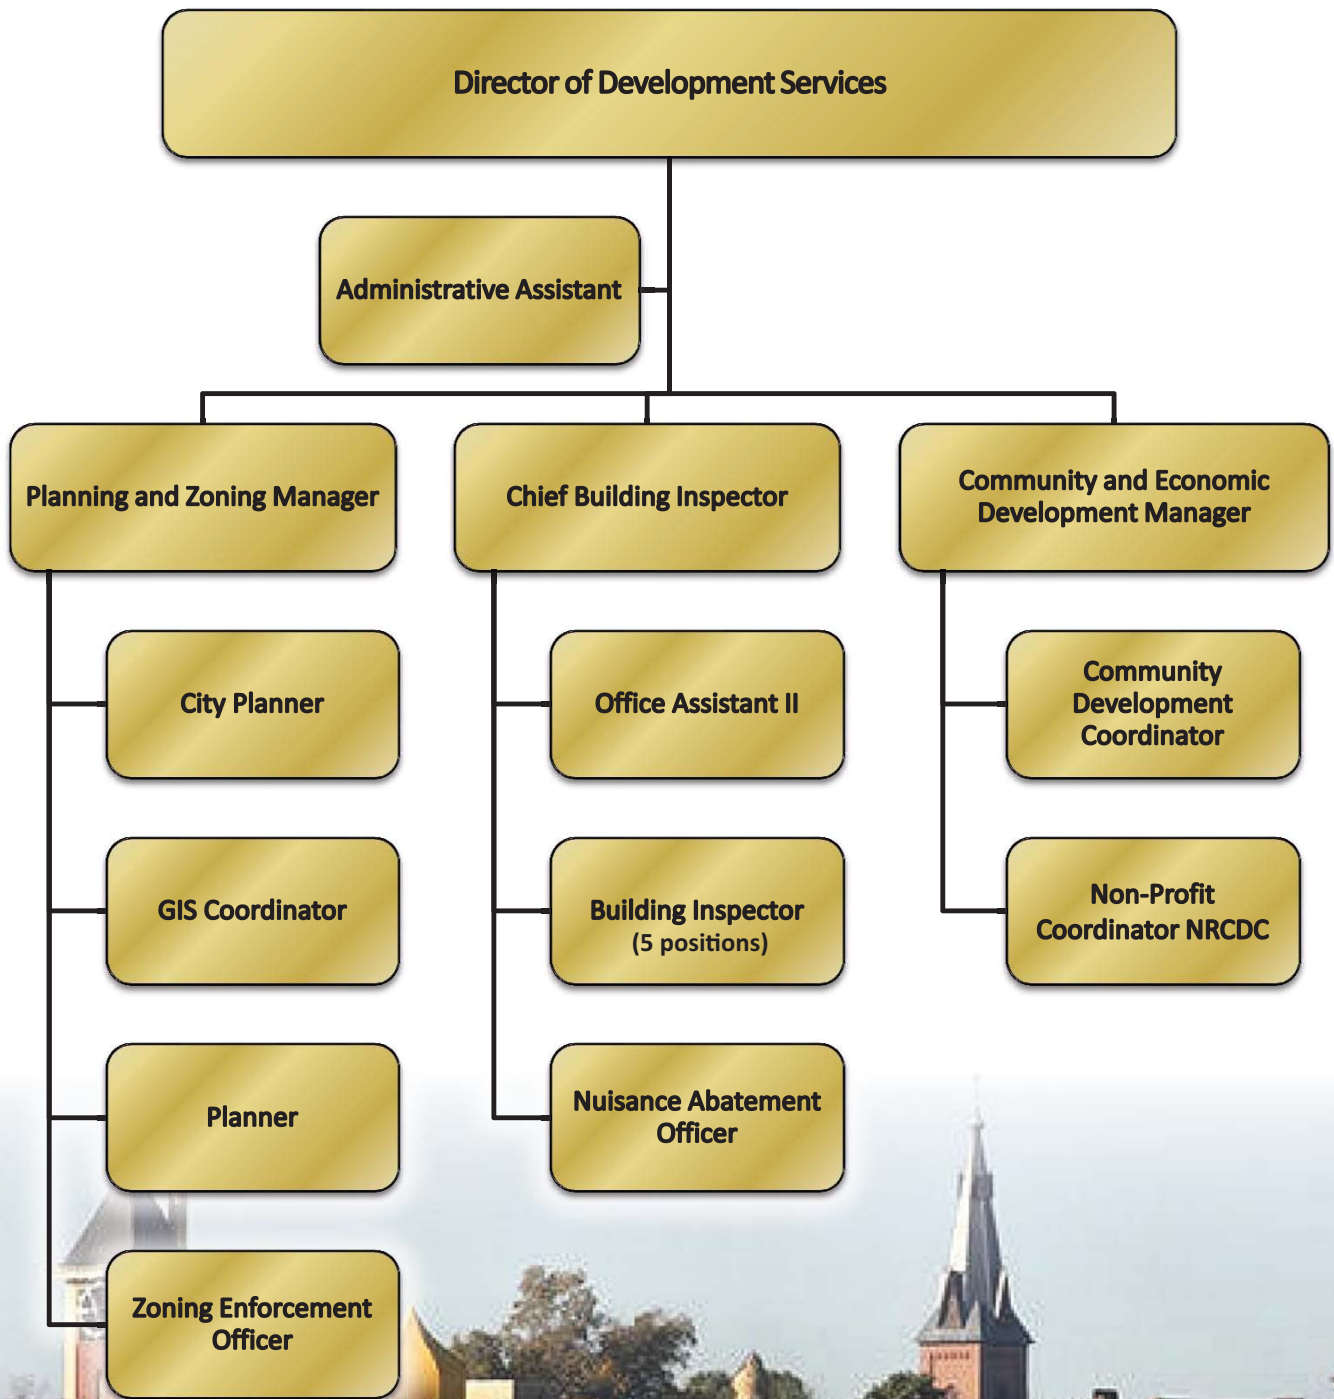 Director of Development Services
Administrative Assistant
Planning and Zoning Manager
Chief Building Inspector
Community and Economic
Development Manager
City Planner
Office Assistant II
Community
Development
Coordinator
GIS Coordinator
Building Inspector
(5 positions)
Non-Profit
Coordinator NRCDC
Planner
Nuisance Abatement
Officer
Zoning Enforcement
Officer